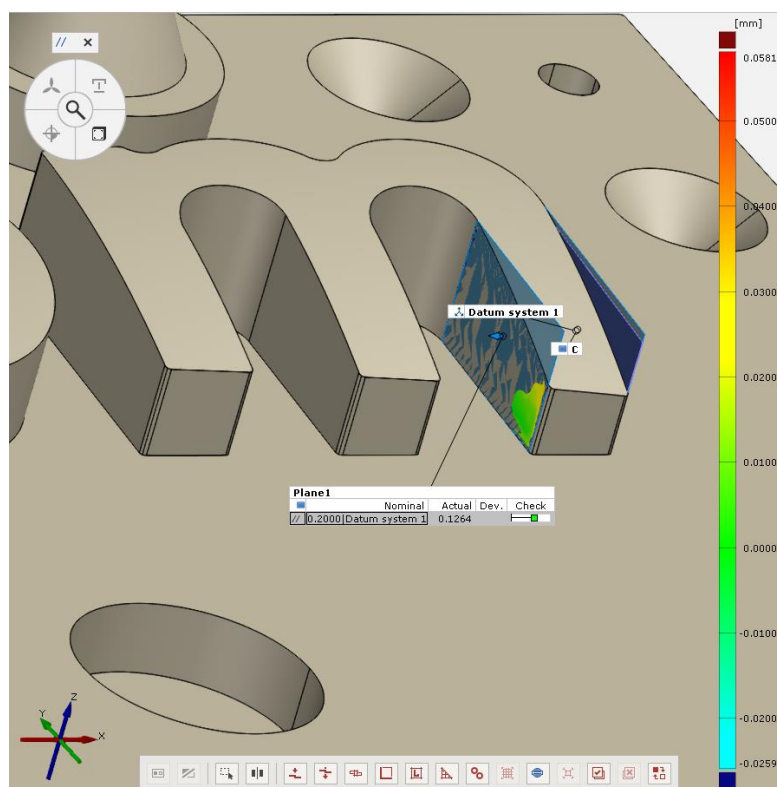 [mm]
// ×
0.0581
0.0500
0.0400
0.0300
0.0200
0.0100
0.0000
-0.0100
-0.0200
-0.0259
Datum system 1
C
Plane1
Nominal Actual Dev. Check
// 0.2000 Datum system 1 0.1264
Z
Y
X